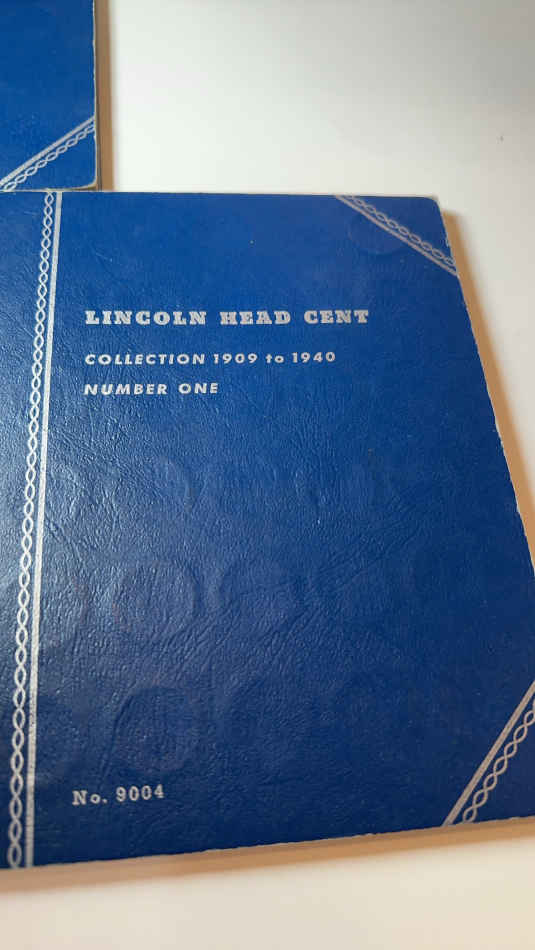 LINCOLN HEAD CENT
COLLECTION 1909 to 1940
NUMBER ONE
No. 9004